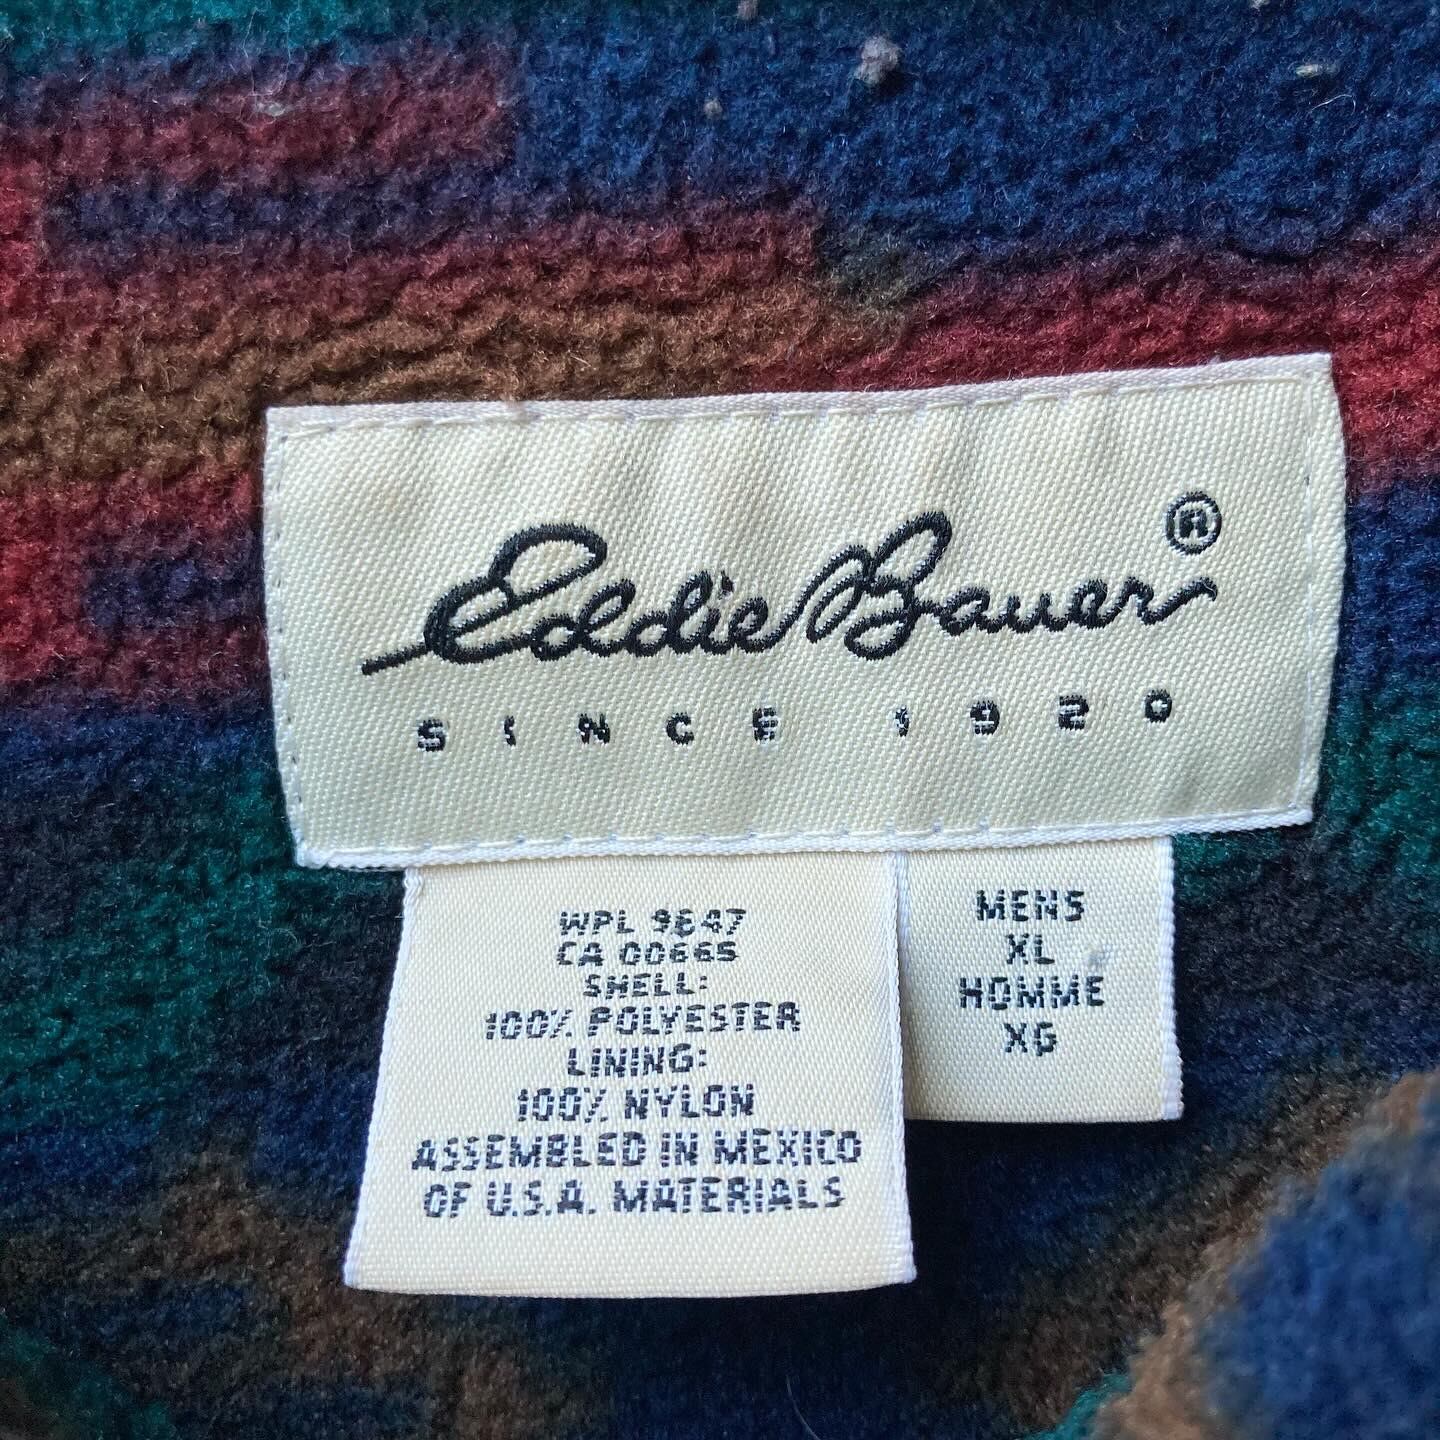 Eddie Bauer ®
SINCE 1920
WPL 9847
CA 00665
SHELL:
100% POLYESTER
LINING:
100% NYLON
ASSEMBLED IN MEXICO
OF U.S.A. MATERIALS
MENS
XL
HOMME
XG